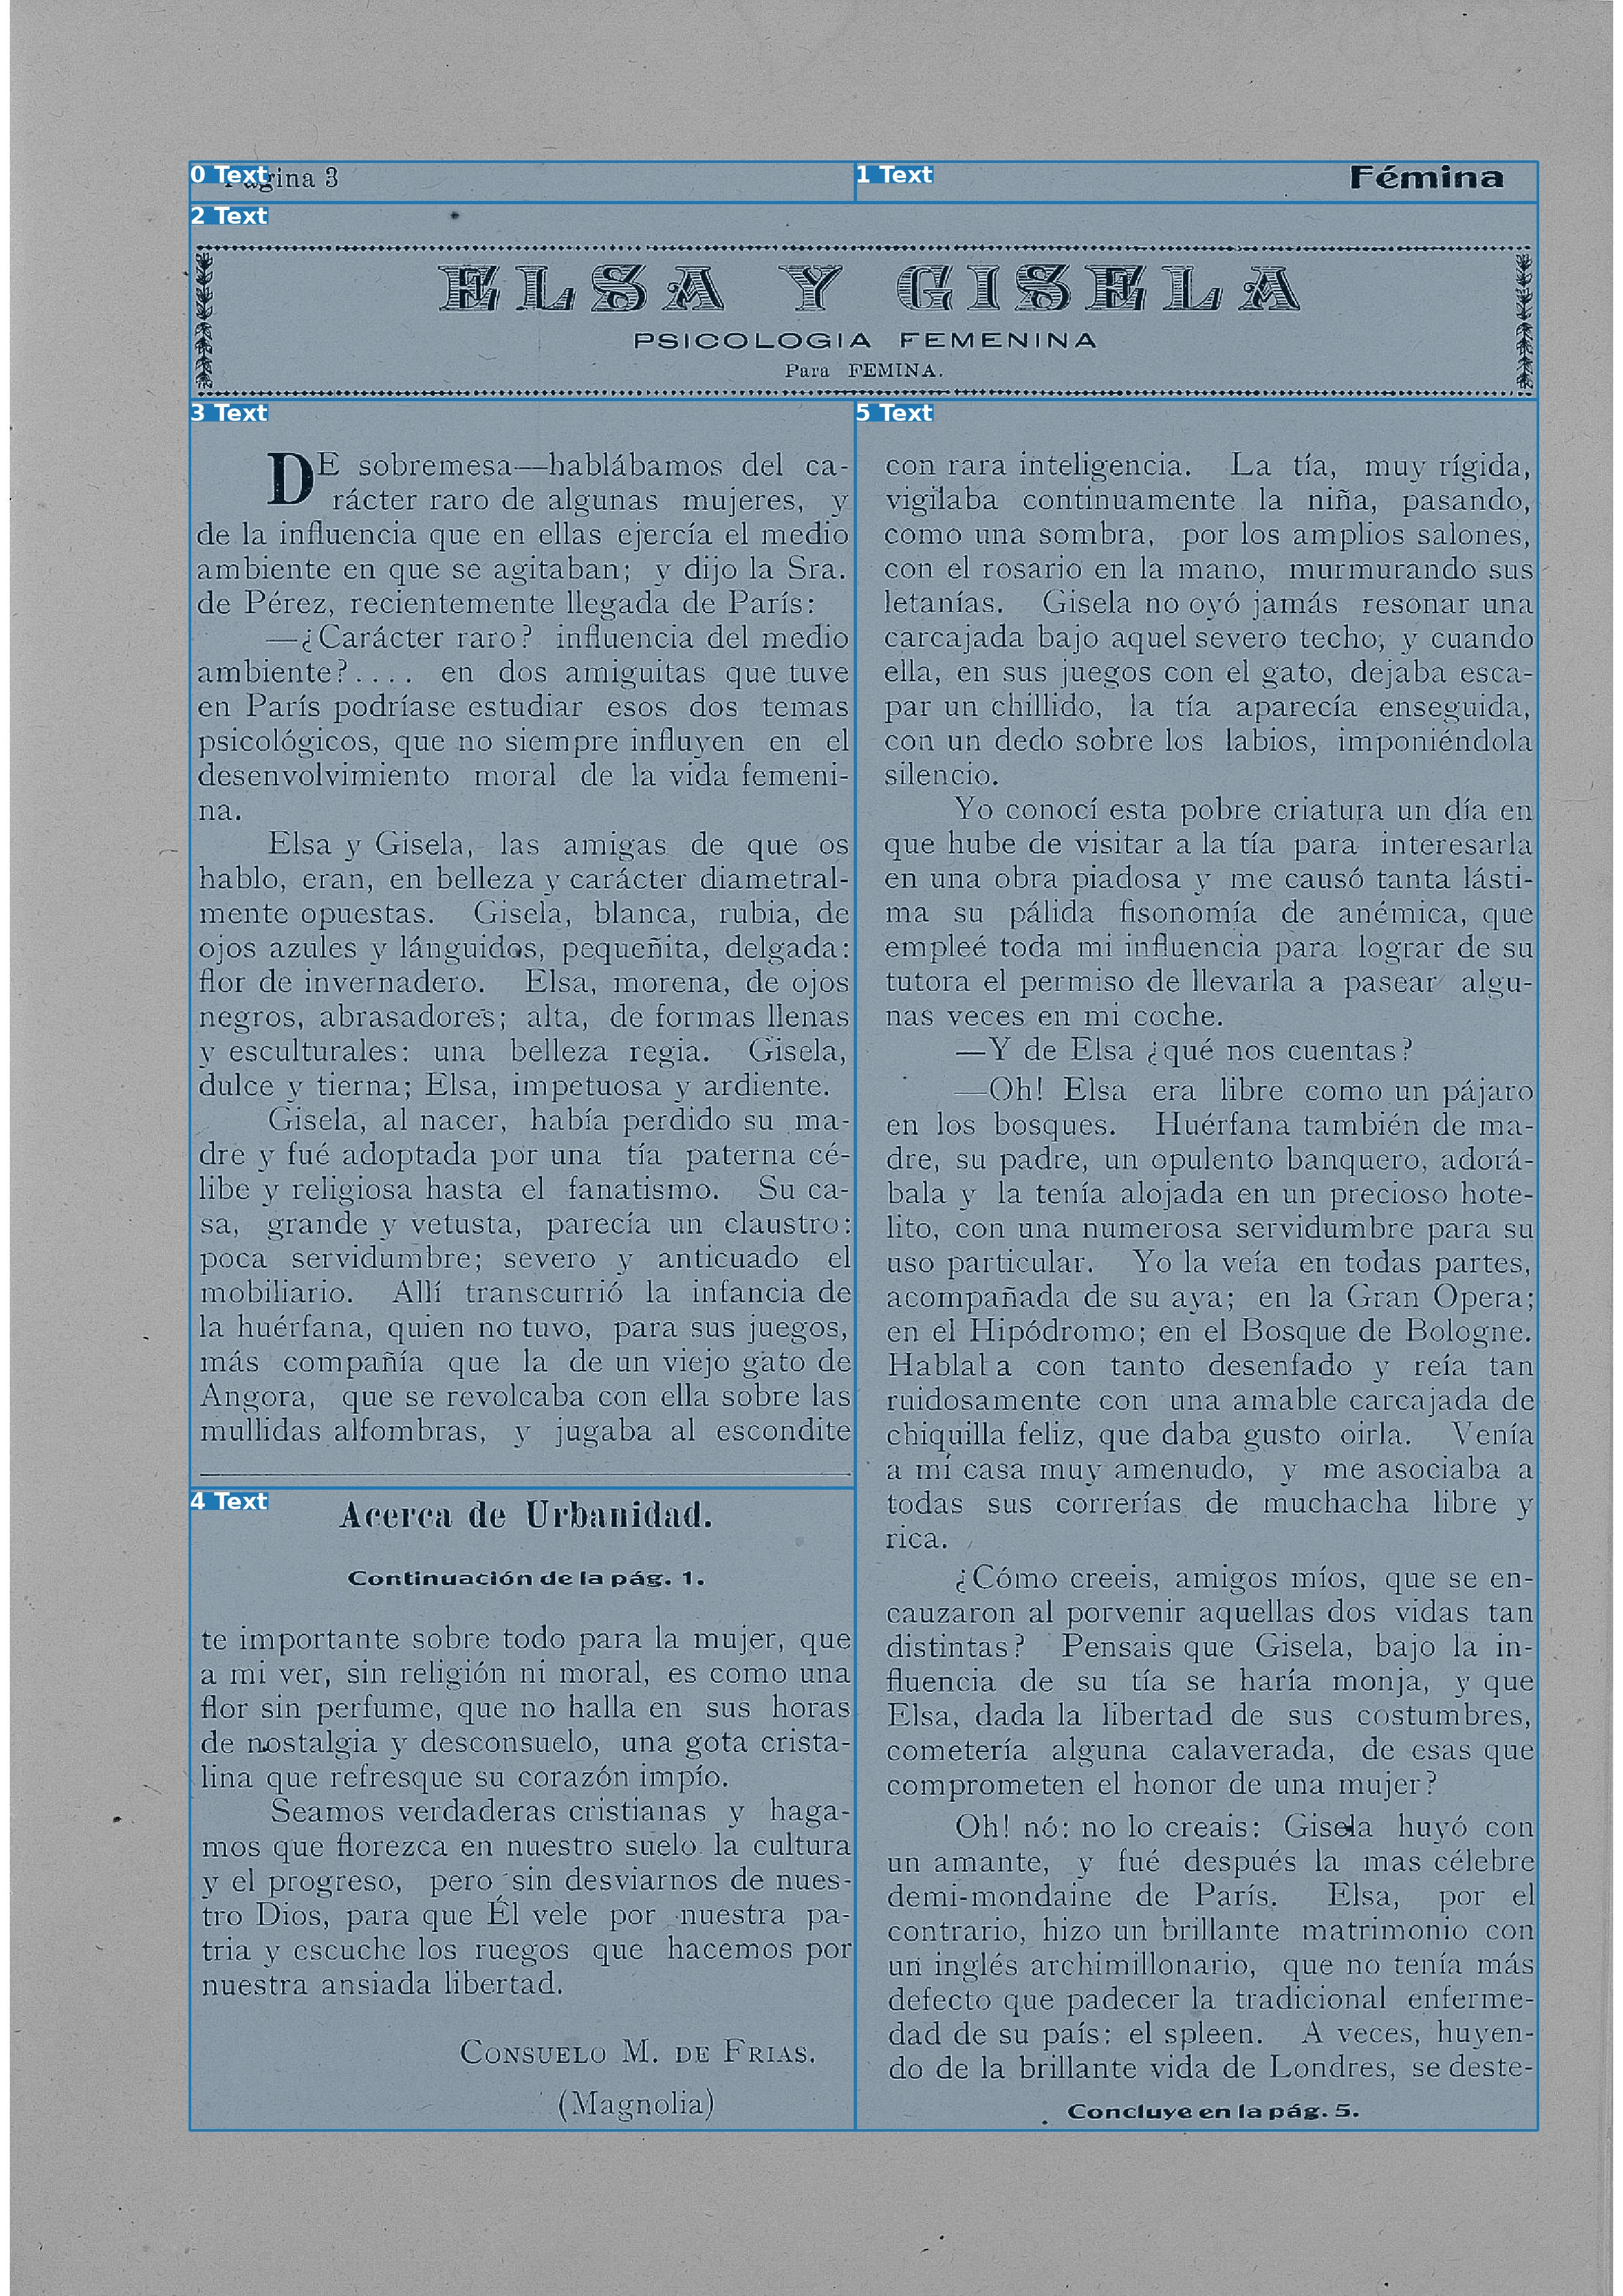 Página 3
Fémina
ELSA Y GISELA
PSICOLOGIA FEMENINA
Para FEMINA.
DE sobremesa—hablábamos del ca-
rácter raro de algunas mujeres, y
de la influencia que en ellas ejercía el medio
ambiente en que se agitaban; y dijo la Sra.
de Pérez, recientemente llegada de París:
—¿Carácter raro? influencia del medio
ambiente?.... en dos amiguitas que tuve
en París podríase estudiar esos dos temas
psicológicos, que no siempre influyen en el
desenvolvimiento moral de la vida femeni-
na.
Elsa y Gisela, las amigas de que os
hablo, eran, en belleza y carácter diametral-
mente opuestas. Gisela, blanca, rubia, de
ojos azules y lánguidos, pequeñita, delgada:
flor de invernadero. Elsa, morena, de ojos
negros, abrasadores; alta, de formas llenas
y esculturales: una belleza regia. Gisela,
dulce y tierna; Elsa, impetuosa y ardiente.
Gisela, al nacer, había perdido su ma-
dre y fué adoptada por una tía paterna cé-
libe y religiosa hasta el fanatismo. Su ca-
sa, grande y vetusta, parecía un claustro:
poca servidumbre; severo y anticuado el
mobiliario. Allí transcurrió la infancia de
la huérfana, quien no tuvo, para sus juegos,
más compañía que la de un viejo gato de
Angora, que se revolcaba con ella sobre las
mullidas alfombras, y jugaba al escondite
Acerca de Urbanidad.
Continuación de la pág. 1.
te importante sobre todo para la mujer, que
a mi ver, sin religión ni moral, es como una
flor sin perfume, que no halla en sus horas
de nostalgia y desconsuelo, una gota crista-
lina que refresque su corazón impío.
Seamos verdaderas cristianas y haga-
mos que florezca en nuestro suelo la cultura
y el progreso, pero sin desviarnos de nues-
tro Dios, para que Él vele por nuestra pa-
tria y escuche los ruegos que hacemos por
nuestra ansiada libertad.
CONSUELO M. DE FRIAS.
(Magnolia)
con rara inteligencia. La tía, muy rígida,
vigilaba continuamente la niña, pasando,
como una sombra, por los amplios salones,
con el rosario en la mano, murmurando sus
letanías. Gisela no oyó jamás resonar una
carcajada bajo aquel severo techo, y cuando
ella, en sus juegos con el gato, dejaba esca-
par un chillido, la tía aparecía enseguida,
con un dedo sobre los labios, imponiéndola
silencio.
Yo conocí esta pobre criatura un día en
que hube de visitar a la tía para interesarla
en una obra piadosa y me causó tanta lásti-
ma su pálida fisonomía de anémica, que
empleé toda mi influencia para lograr de su
tutora el permiso de llevarla a pasear algu-
nas veces en mi coche.
—Y de Elsa ¿qué nos cuentas?
—Oh! Elsa era libre como un pájaro
en los bosques. Huérfana también de ma-
dre, su padre, un opulento banquero, adorá-
bala y la tenía alojada en un precioso hote-
lito, con una numerosa servidumbre para su
uso particular. Yo la veía en todas partes,
acompañada de su aya; en la Gran Opera;
en el Hipódromo; en el Bosque de Bologne.
Hablaba con tanto desenfado y reía tan
ruidosamente con una amable carcajada de
chiquilla feliz, que daba gusto oirla. Venía
a mi casa muy amenudo, y me asociaba a
todas sus correrías de muchacha libre y
rica.
¿Cómo creeis, amigos míos, que se en-
cauzaron al porvenir aquellas dos vidas tan
distintas? Pensais que Gisela, bajo la in-
fluencia de su tía se haría monja, y que
Elsa, dada la libertad de sus costumbres,
cometería alguna calaverada, de esas que
comprometen el honor de una mujer?
Oh! nó: no lo creais: Gisela huyó con
un amante, y fué después la mas célebre
demi-mondaine de París. Elsa, por el
contrario, hizo un brillante matrimonio con
un inglés archimillonario, que no tenía más
defecto que padecer la tradicional enferme-
dad de su país: el spleen. A veces, huyen-
do de la brillante vida de Londres, se deste-
Concluye en la pág. 5.